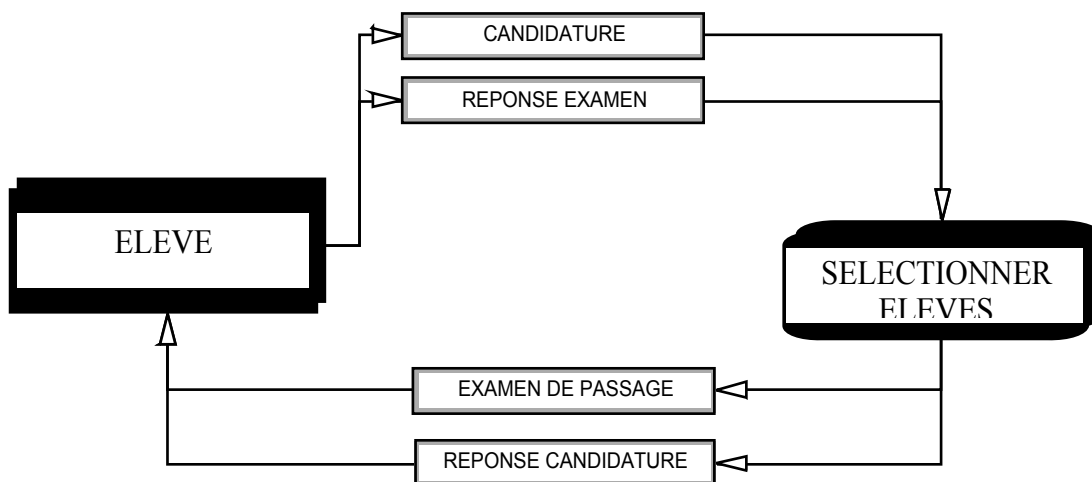 CANDIDATURE
REPONSE EXAMEN
ELEVE
SELECTIONNER
ELEVES
EXAMEN DE PASSAGE
REPONSE CANDIDATURE